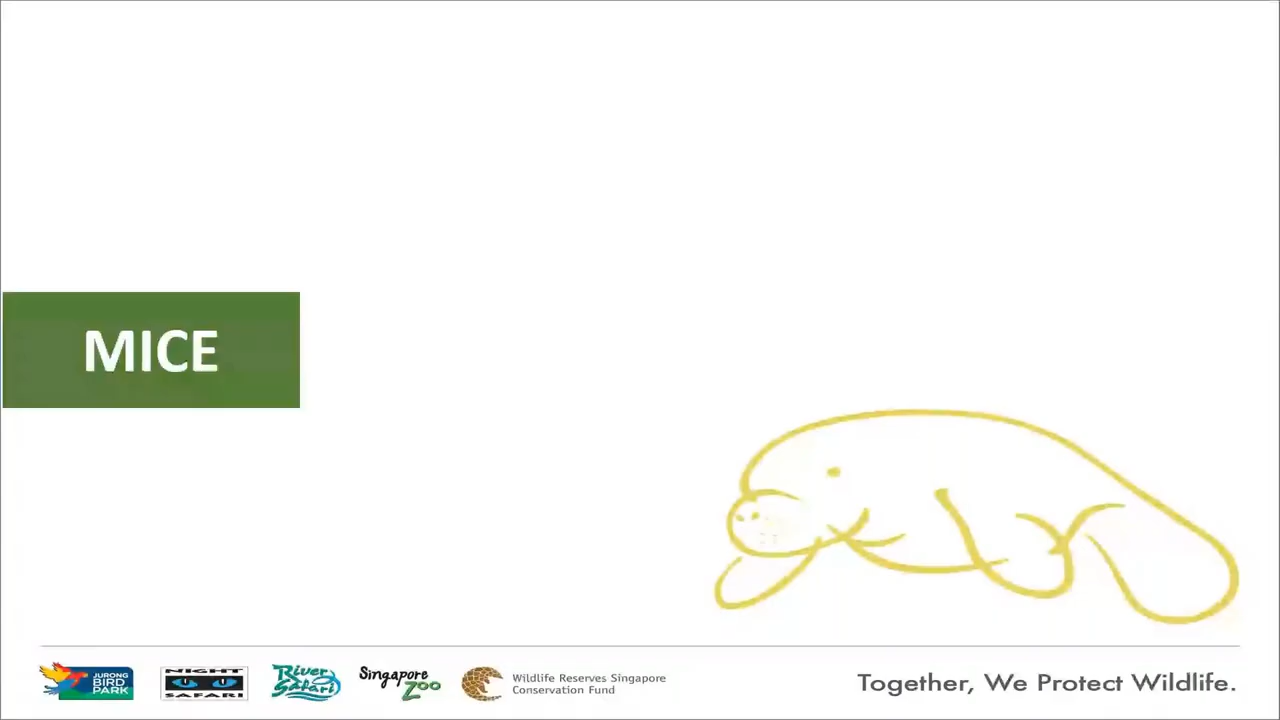 MICE
JURONG
BIRD
PARK
NIGHT
SAFARI
River
Safari
Singapore
Zoo
Wildlife Reserves Singapore
Conservation Fund
Together, We Protect Wildlife.